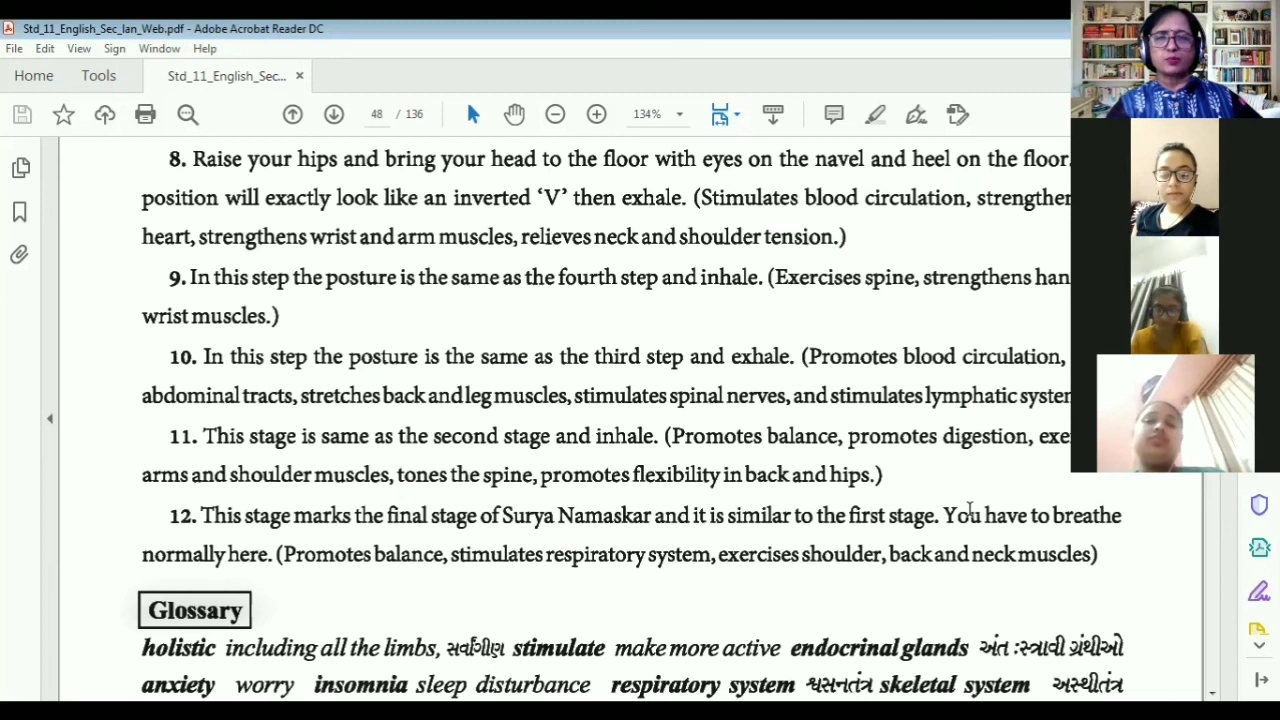 Std_11_English_Sec_lan_Web.pdf - Adobe Acrobat Reader DC
File Edit View Sign Window Help
Home Tools Std_11_English_Sec... ×
48 / 136 134%
8. Raise your hips and bring your head to the floor with eyes on the navel and heel on the floor.
position will exactly look like an inverted ‘V’ then exhale. (Stimulates blood circulation, strengthen
heart, strengthens wrist and arm muscles, relieves neck and shoulder tension.)
9. In this step the posture is the same as the fourth step and inhale. (Exercises spine, strengthens han
wrist muscles.)
10. In this step the posture is the same as the third step and exhale. (Promotes blood circulation,
abdominal tracts, stretches back and leg muscles, stimulates spinal nerves, and stimulates lymphatic system
11. This stage is same as the second stage and inhale. (Promotes balance, promotes digestion, exe
arms and shoulder muscles, tones the spine, promotes flexibility in back and hips.)
12. This stage marks the final stage of Surya Namaskar and it is similar to the first stage. You have to breathe
normally here. (Promotes balance, stimulates respiratory system, exercises shoulder, back and neck muscles)
Glossary
holistic including all the limbs, સર્વાંગીણ stimulate make more active endocrinal glands અંત :સ્ત્રાવી ગ્રંથીઓ
anxiety worry insomnia sleep disturbance respiratory system શ્વસનતંત્ર skeletal system અસ્થીતંત્ર